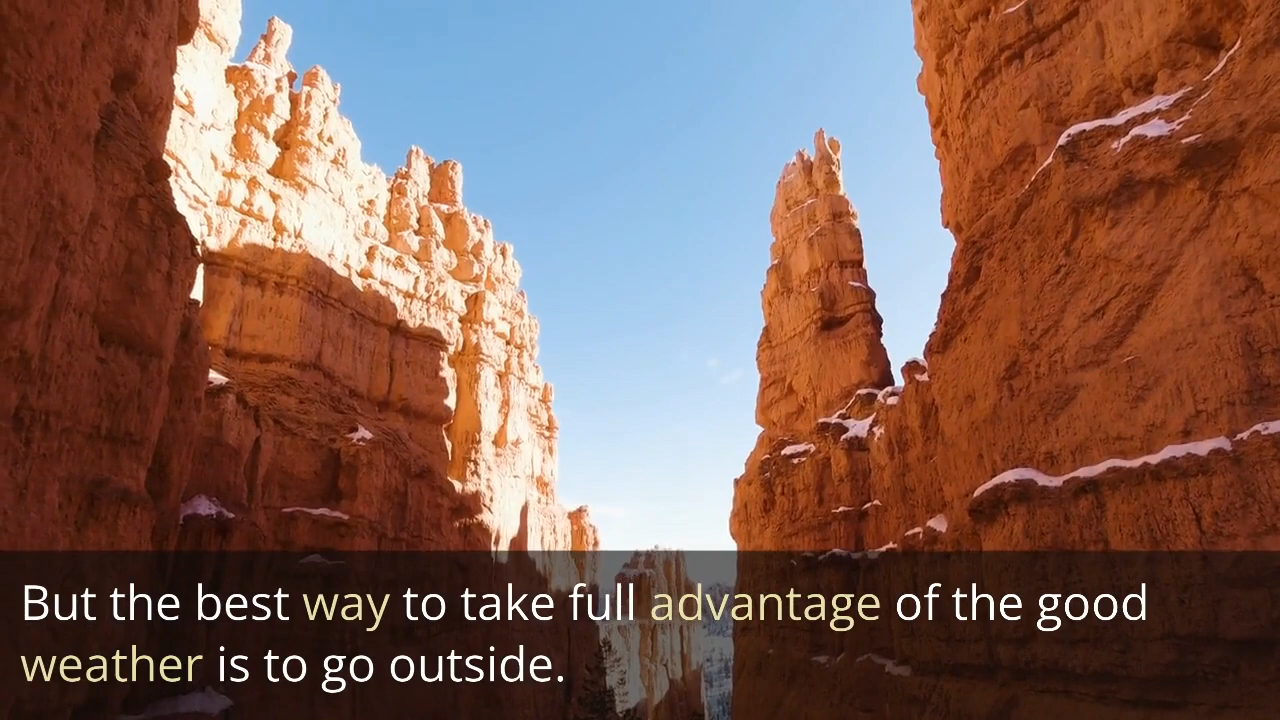 But the best way to take full advantage of the good
weather is to go outside.